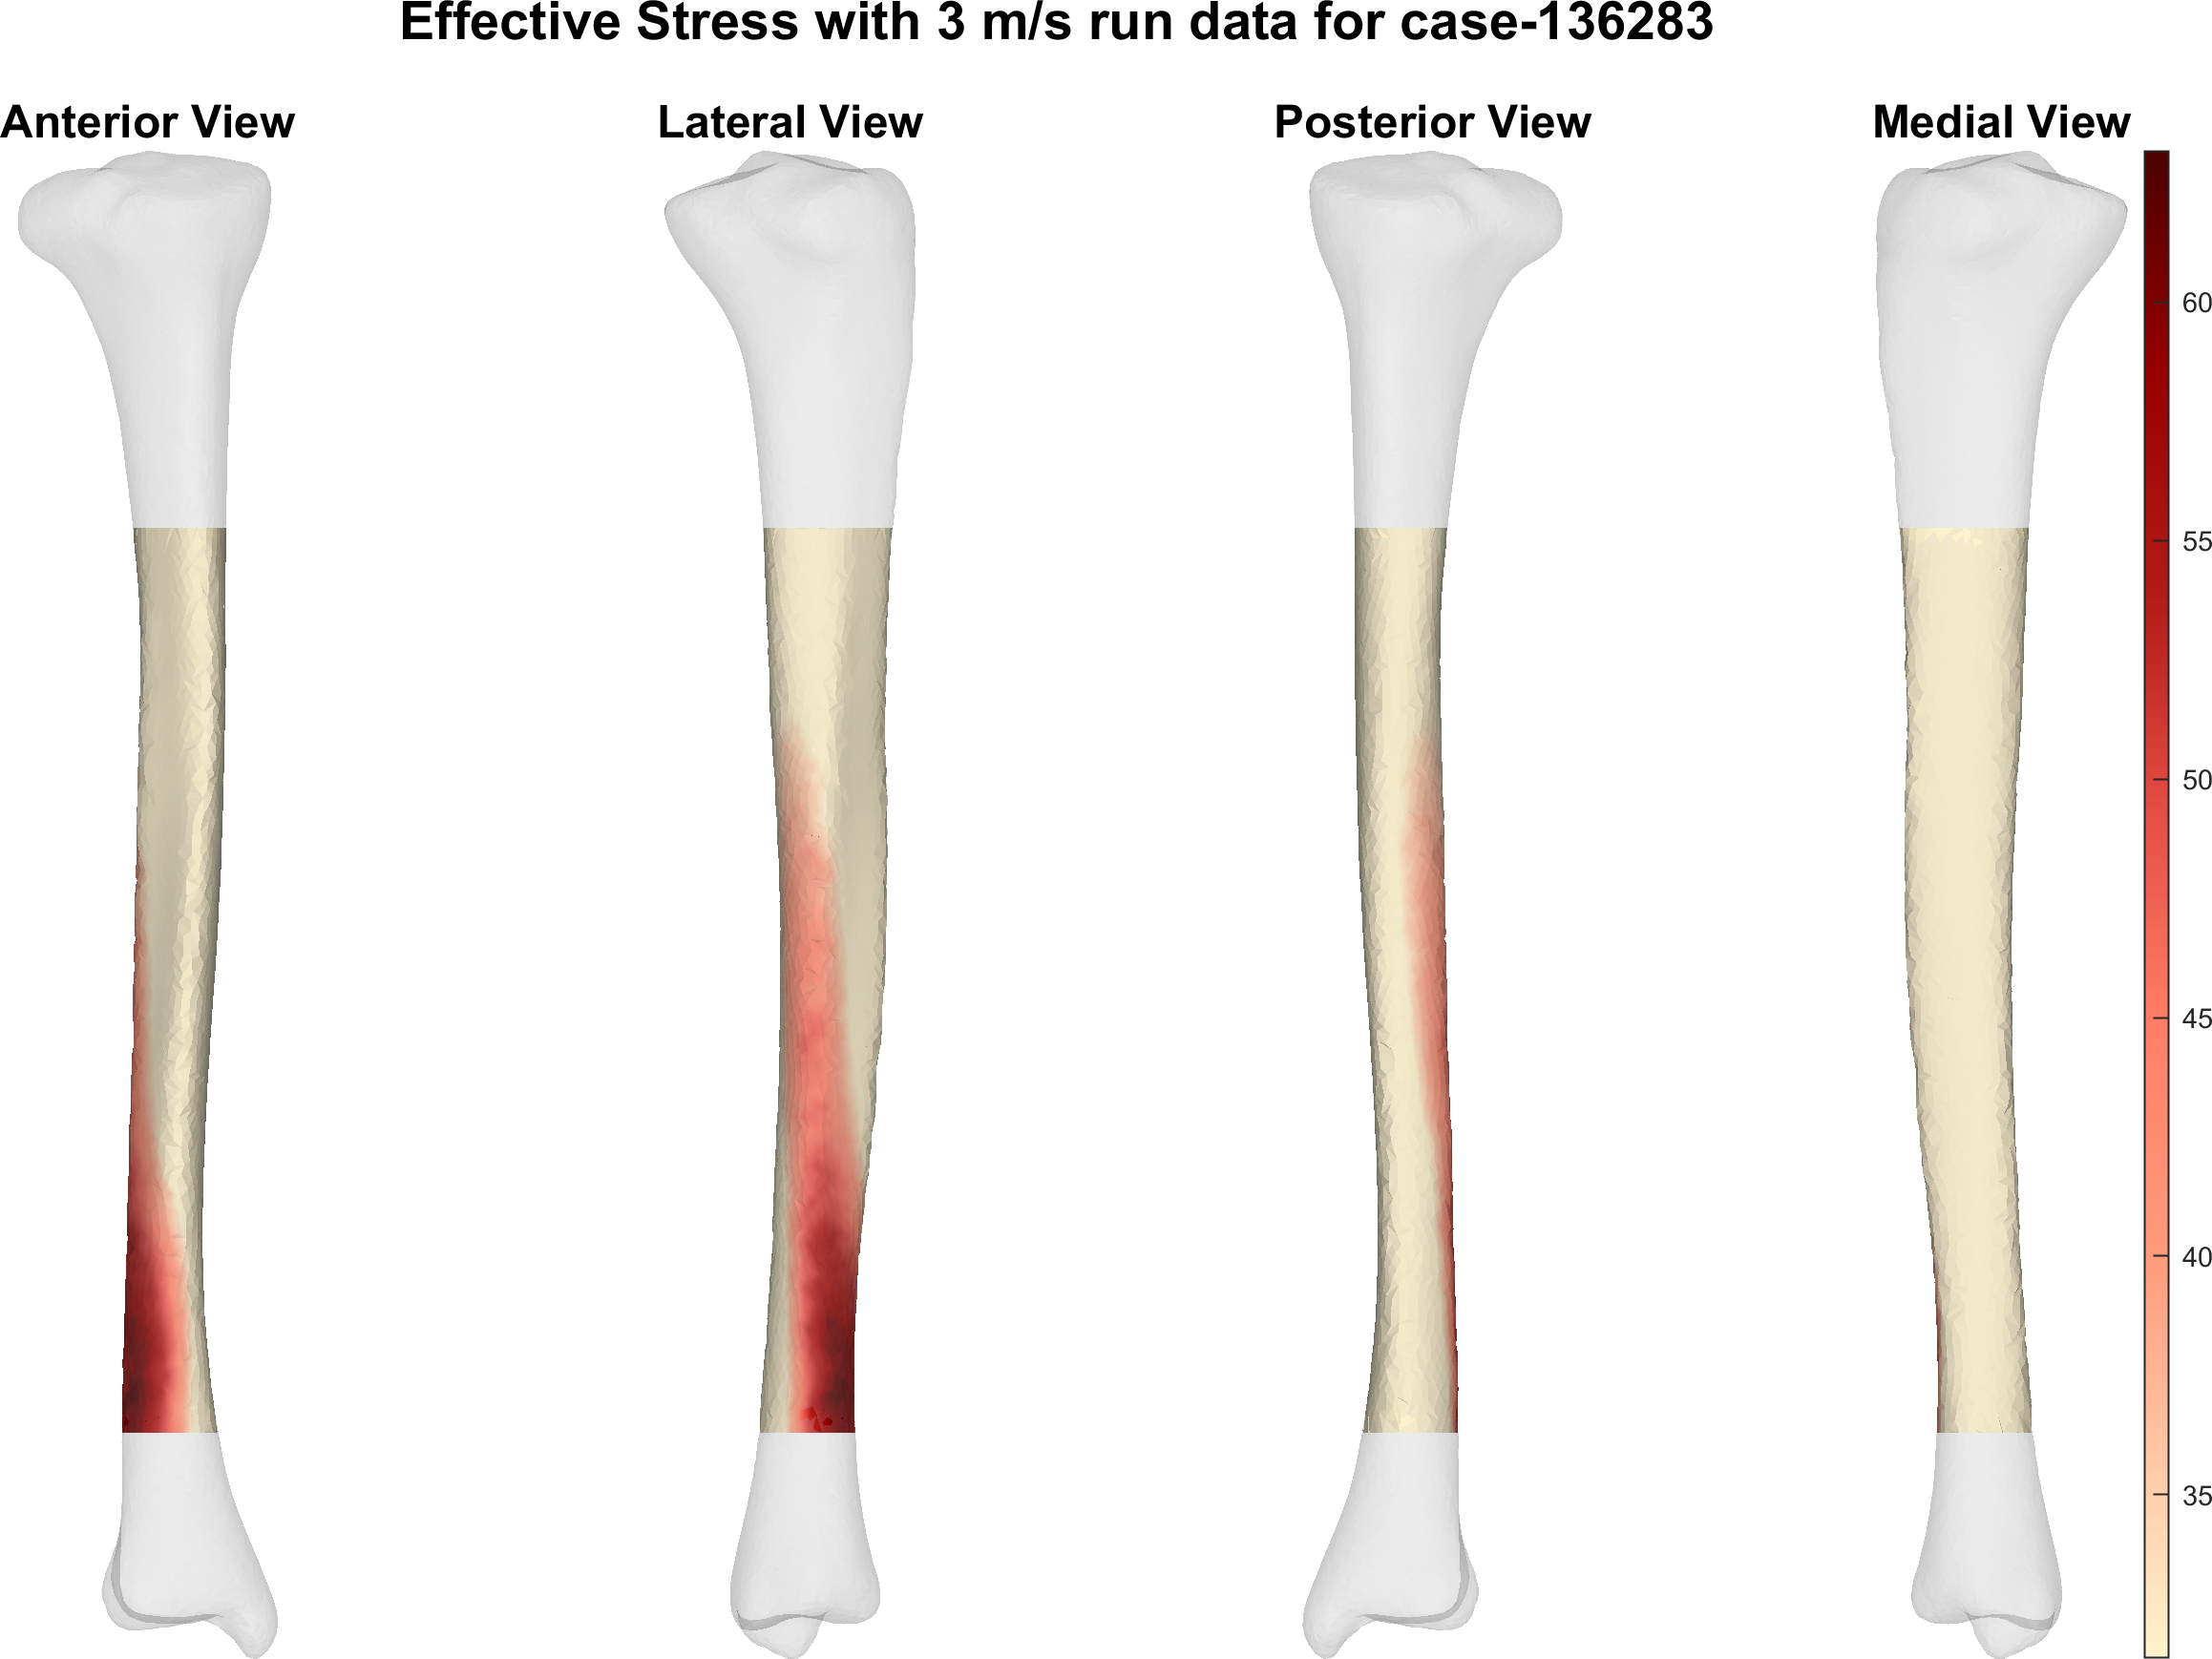 Effective Stress with 3 m/s run data for case-136283
Anterior View
Lateral View
Posterior View
Medial View
60
55
50
45
40
35